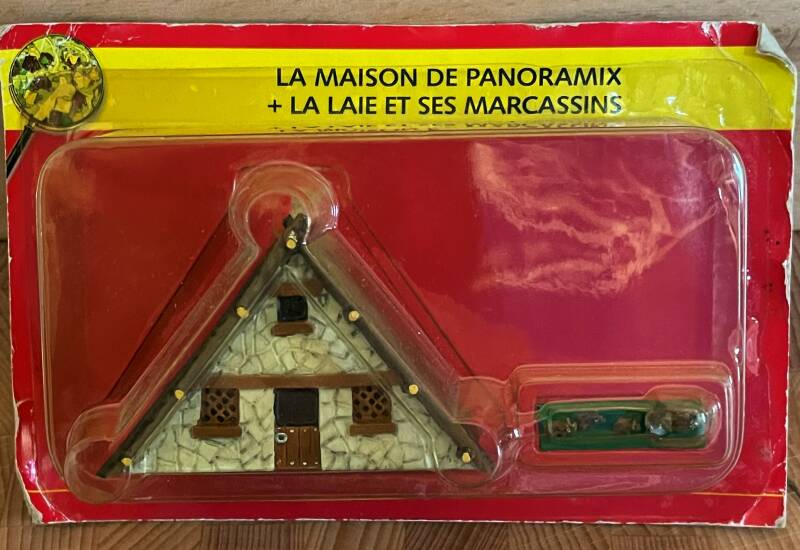 LA MAISON DE PANORAMIX
+ LA LAIE ET SES MARCASSINS